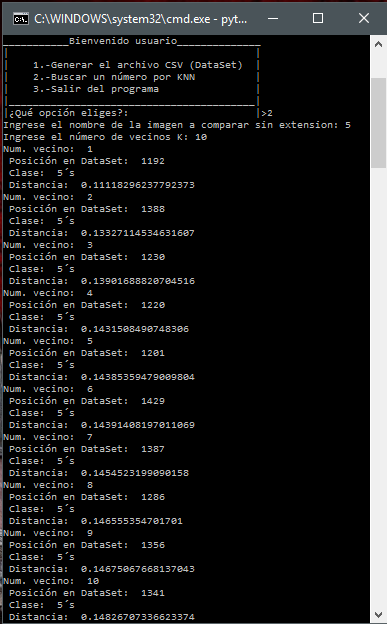 C:\WINDOWS\system32\cmd.exe - pyt...
___________Bienvenido usuario______________
|                                         |
|    1.-Generar el archivo CSV (DataSet)  |
|    2.-Buscar un número por KNN          |
|    3.-Salir del programa                |
|_________________________________________|
|¿Qué opción eliges?:                     |>2
Ingrese el nombre de la imagen a comparar sin extension: 5
Ingrese el número de vecinos K: 10
Num. vecino:  1
 Posición en DataSet:  1192
 Clase:  5´s
 Distancia:  0.11118296237792373
Num. vecino:  2
 Posición en DataSet:  1388
 Clase:  5´s
 Distancia:  0.13327114534631607
Num. vecino:  3
 Posición en DataSet:  1230
 Clase:  5´s
 Distancia:  0.13901688820704516
Num. vecino:  4
 Posición en DataSet:  1220
 Clase:  5´s
 Distancia:  0.1431508490748306
Num. vecino:  5
 Posición en DataSet:  1201
 Clase:  5´s
 Distancia:  0.14385359479009804
Num. vecino:  6
 Posición en DataSet:  1429
 Clase:  5´s
 Distancia:  0.14391408197011069
Num. vecino:  7
 Posición en DataSet:  1387
 Clase:  5´s
 Distancia:  0.1454523199090158
Num. vecino:  8
 Posición en DataSet:  1286
 Clase:  5´s
 Distancia:  0.146555354701701
Num. vecino:  9
 Posición en DataSet:  1356
 Clase:  5´s
 Distancia:  0.14675067668137043
Num. vecino:  10
 Posición en DataSet:  1341
 Clase:  5´s
 Distancia:  0.14826707336623374